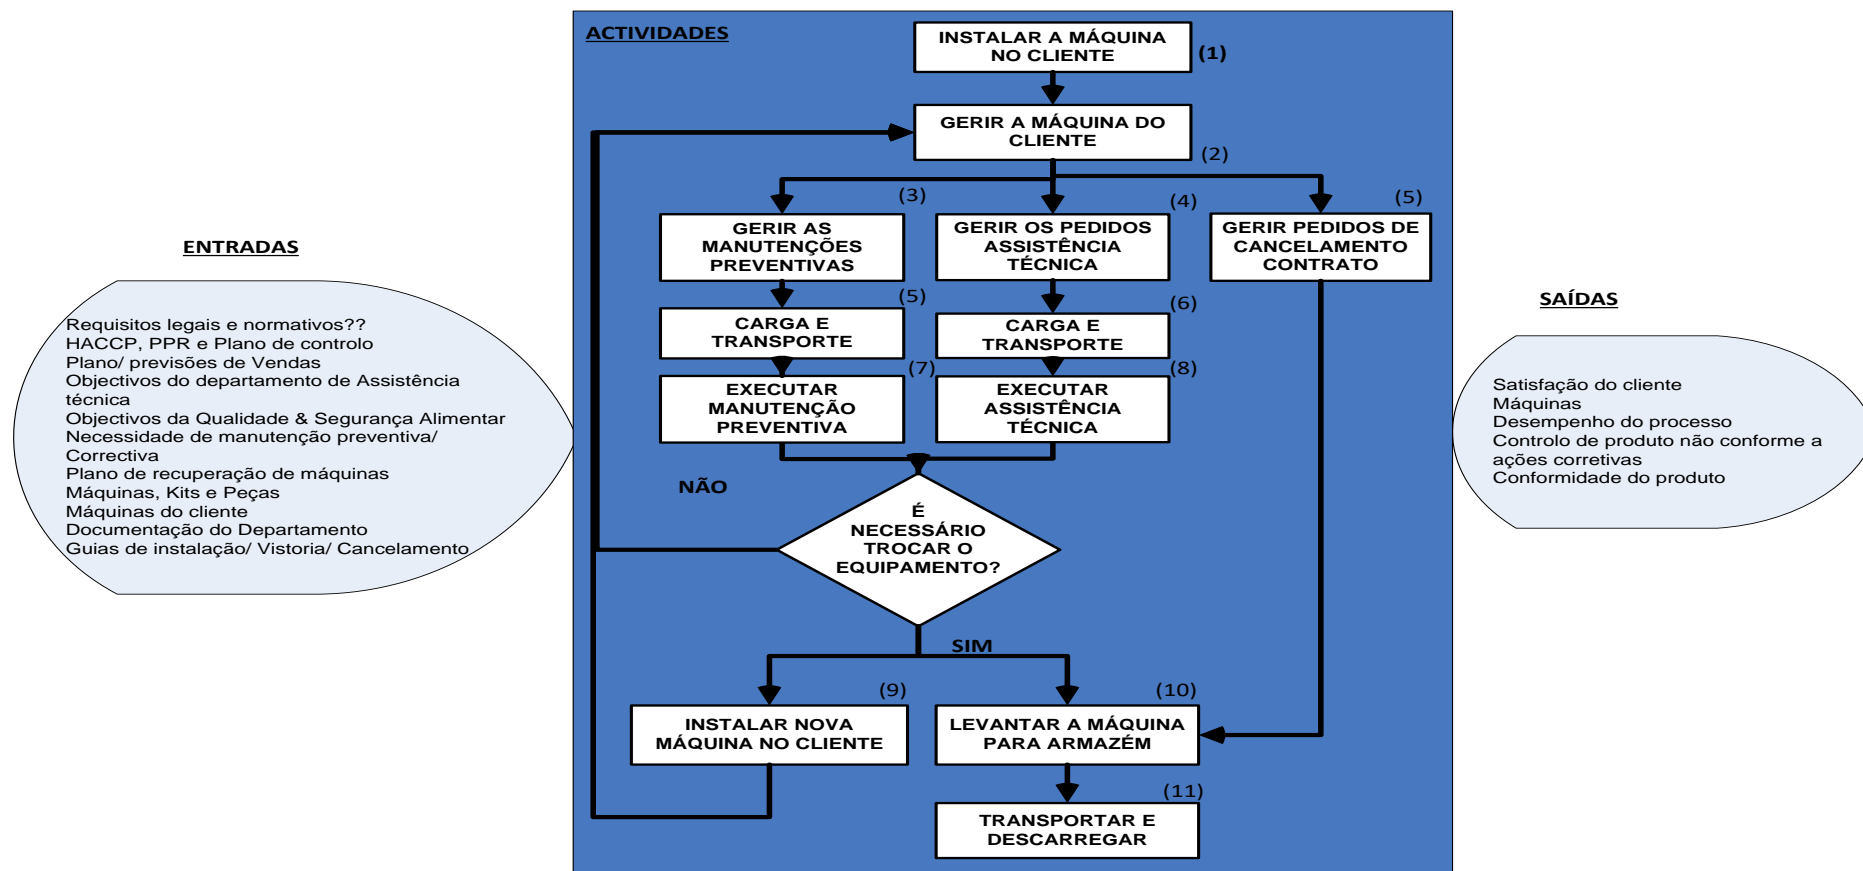 ACTIVIDADES
INSTALAR A MÁQUINA
NO CLIENTE
(1)
GERIR A MÁQUINA DO
CLIENTE
(2)
(3)
GERIR AS
MANUTENÇÕES
PREVENTIVAS
(4)
GERIR OS PEDIDOS
ASSISTÊNCIA
TÉCNICA
(5)
GERIR PEDIDOS DE
CANCELAMENTO
CONTRATO
ENTRADAS
Requisitos legais e normativos??
HACCP, PPR e Plano de controlo
Plano/ previsões de Vendas
Objectivos do departamento de Assistência
técnica
Objectivos da Qualidade & Segurança Alimentar
Necessidade de manutenção preventiva/
Correctiva
Plano de recuperação de máquinas
Máquinas, Kits e Peças
Máquinas do cliente
Documentação do Departamento
Guias de instalação/ Vistoria/ Cancelamento
(5)
CARGA E
TRANSPORTE
(6)
CARGA E
TRANSPORTE
(7)
EXECUTAR
MANUTENÇÃO
PREVENTIVA
(8)
EXECUTAR
ASSISTÊNCIA
TÉCNICA
NÃO
É
NECESSÁRIO
TROCAR O
EQUIPAMENTO?
SIM
(9)
INSTALAR NOVA
MÁQUINA NO CLIENTE
(10)
LEVANTAR A MÁQUINA
PARA ARMAZÉM
(11)
TRANSPORTAR E
DESCARREGAR
SAÍDAS
Satisfação do cliente
Máquinas
Desempenho do processo
Controlo de produto não conforme a
ações corretivas
Conformidade do produto